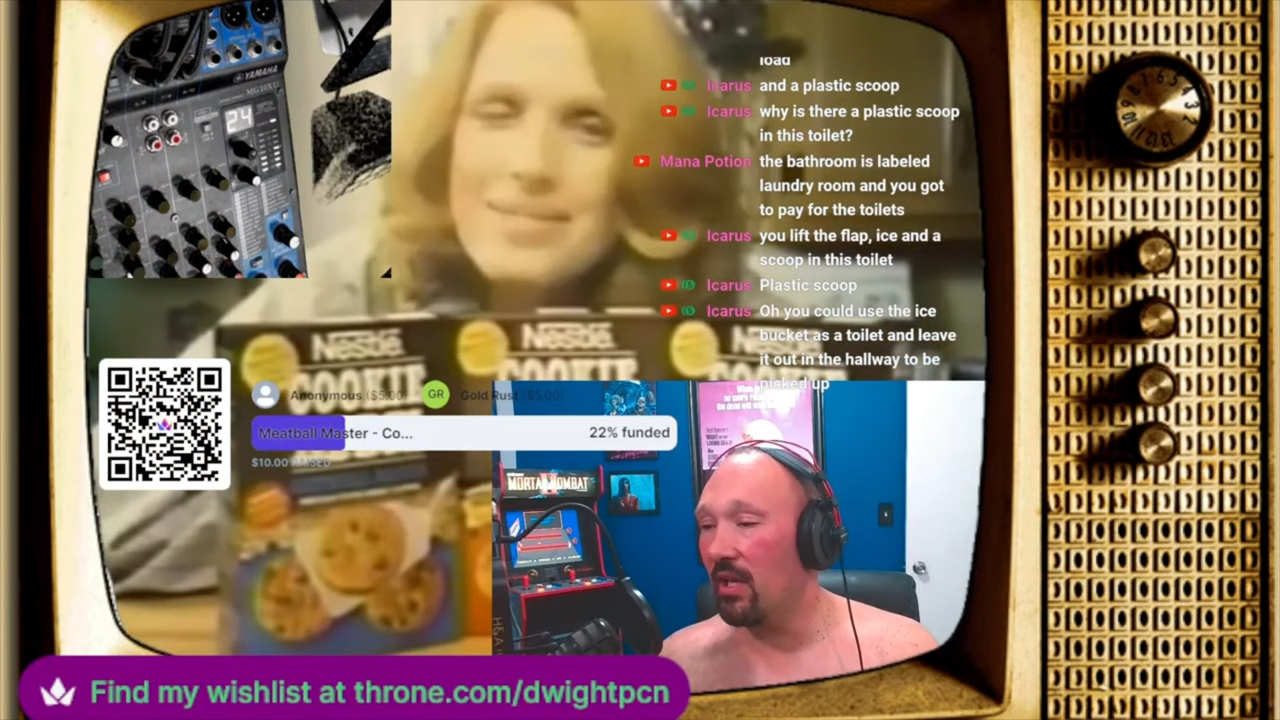 YAMAHA
MG10XU
24
load
Icarus and a plastic scoop
Icarus why is there a plastic scoop
in this toilet?
Mana Potion the bathroom is labeled
laundry room and you got
to pay for the toilets
Icarus you lift the flap, ice and a
scoop in this toilet
Icarus Plastic scoop
Icarus Oh you could use the ice
bucket as a toilet and leave
it out in the hallway to be
picked up
Nestlé Nestlé
COOKIE COOKIE
Anonymous ($5.00) GR Gold Rust ($5.00)
Meatball Master - Co... 22% funded
$10.00 RAISED
MORTAL KOMBAT
Find my wishlist at throne.com/dwightpcn